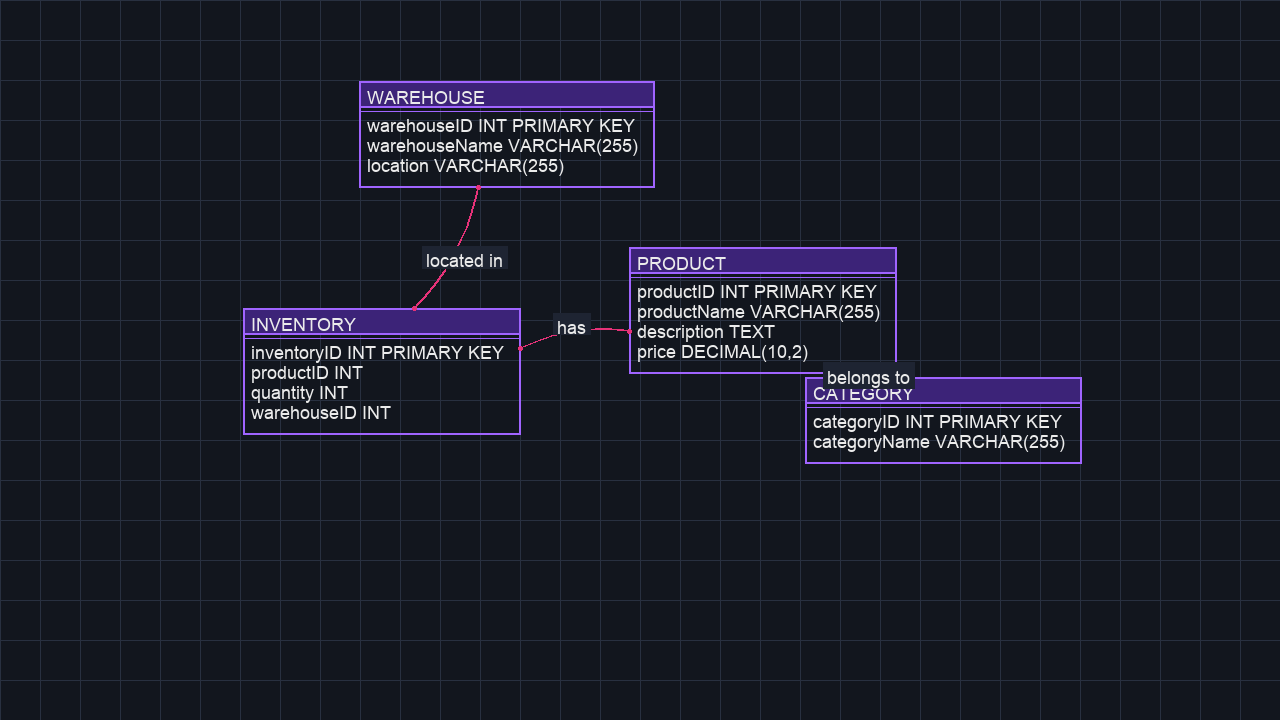 WAREHOUSE
warehouseID INT PRIMARY KEY
warehouseName VARCHAR(255)
location VARCHAR(255)
located in
PRODUCT
productID INT PRIMARY KEY
productName VARCHAR(255)
description TEXT
price DECIMAL(10,2)
has
INVENTORY
inventoryID INT PRIMARY KEY
productID INT
quantity INT
warehouseID INT
belongs to
CATEGORY
categoryID INT PRIMARY KEY
categoryName VARCHAR(255)